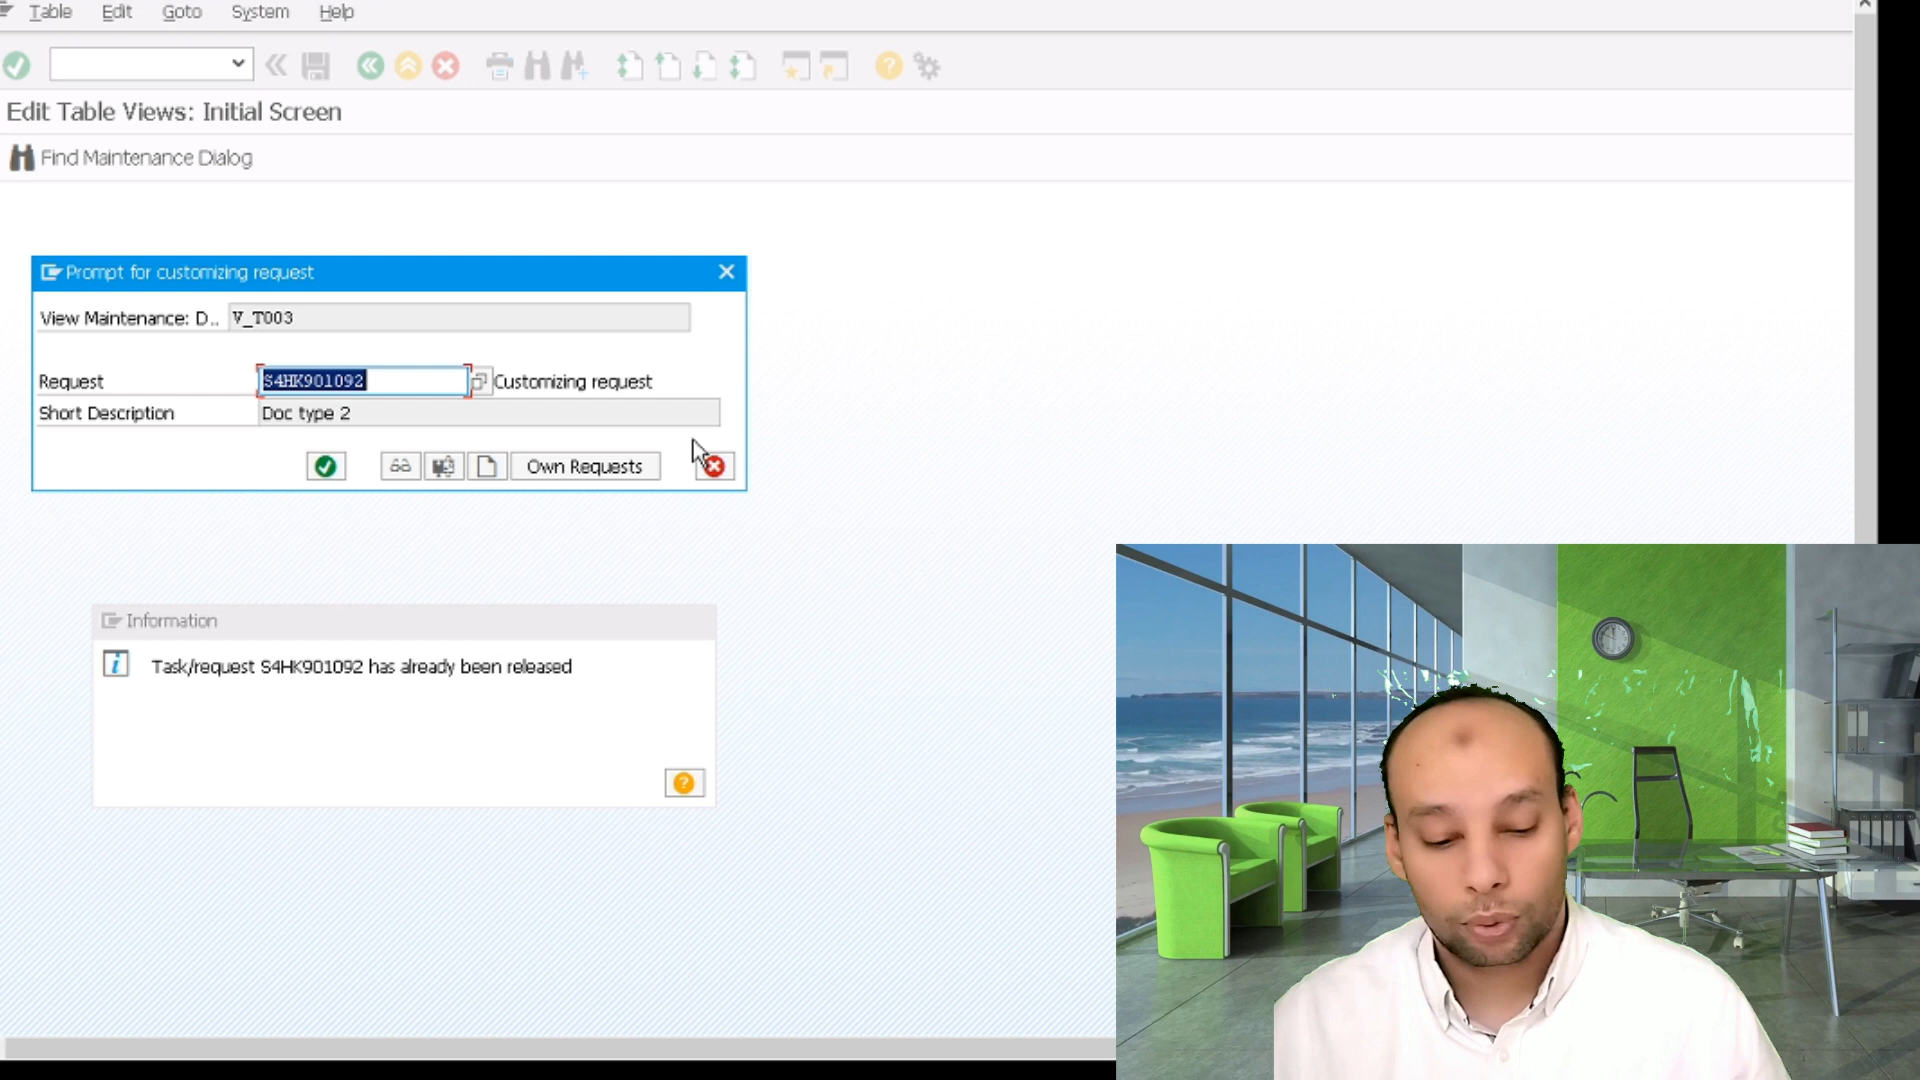 Table Edit Goto System Help
Edit Table Views: Initial Screen
Find Maintenance Dialog
Prompt for customizing request
View Maintenance: D.. V_T003
Request S4HK901092 Customizing request
Short Description Doc type 2
Own Requests
Information
Task/request S4HK901092 has already been released